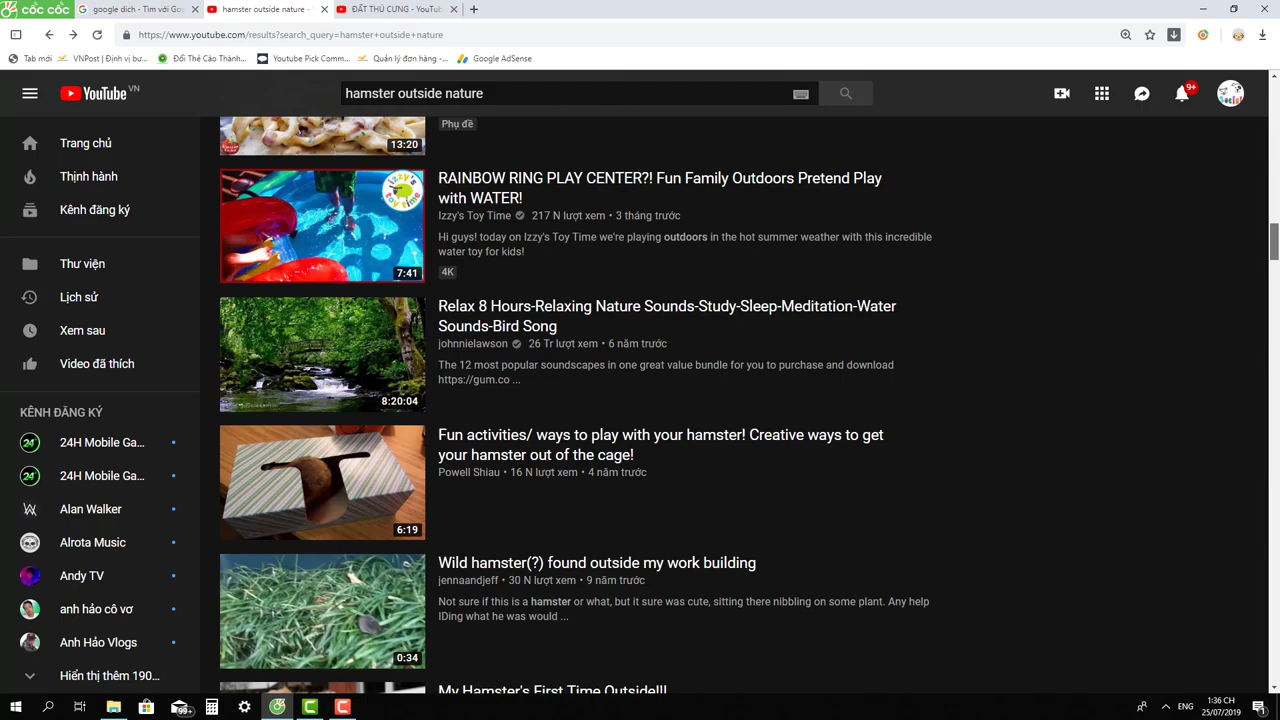 cốc cốc
google dich - Tìm với Goo
hamster outside nature -
ĐẤT THÚ CƯNG - YouTub
https://www.youtube.com/results?search_query=hamster+outside+nature
Tab mới
VNPost | Định vị bư...
Đổi Thẻ Cào Thành...
Youtube Pick Comm...
Quản lý đơn hàng -...
Google AdSense
YouTube VN
hamster outside nature
9+
Trang chủ
Thịnh hành
Kênh đăng ký
Thư viện
Lịch sử
Xem sau
Video đã thích
KÊNH ĐĂNG KÝ
24H Mobile Ga...
24H Mobile Ga...
Alan Walker
Alrota Music
Andy TV
anh hảo cô vơ
Anh Hảo Vlogs
Hiển thị thêm 190...
13:20
Phụ đề
izzy's toy time
7:41
RAINBOW RING PLAY CENTER?! Fun Family Outdoors Pretend Play
with WATER!
Izzy's Toy Time 217 N lượt xem • 3 tháng trước
Hi guys! today on Izzy's Toy Time we're playing outdoors in the hot summer weather with this incredible
water toy for kids!
4K
8:20:04
Relax 8 Hours-Relaxing Nature Sounds-Study-Sleep-Meditation-Water
Sounds-Bird Song
johnnielawson 26 Tr lượt xem • 6 năm trước
The 12 most popular soundscapes in one great value bundle for you to purchase and download
https://gum.co ...
6:19
Fun activities/ ways to play with your hamster! Creative ways to get
your hamster out of the cage!
Powell Shiau • 16 N lượt xem • 4 năm trước
0:34
Wild hamster(?) found outside my work building
jennaandjeff • 30 N lượt xem • 9 năm trước
Not sure if this is a hamster or what, but it sure was cute, sitting there nibbling on some plant. Any help
IDing what he was would ...
My Hamster's First Time Outside!!!
99+
ENG
1:36 CH
25/07/2019
1